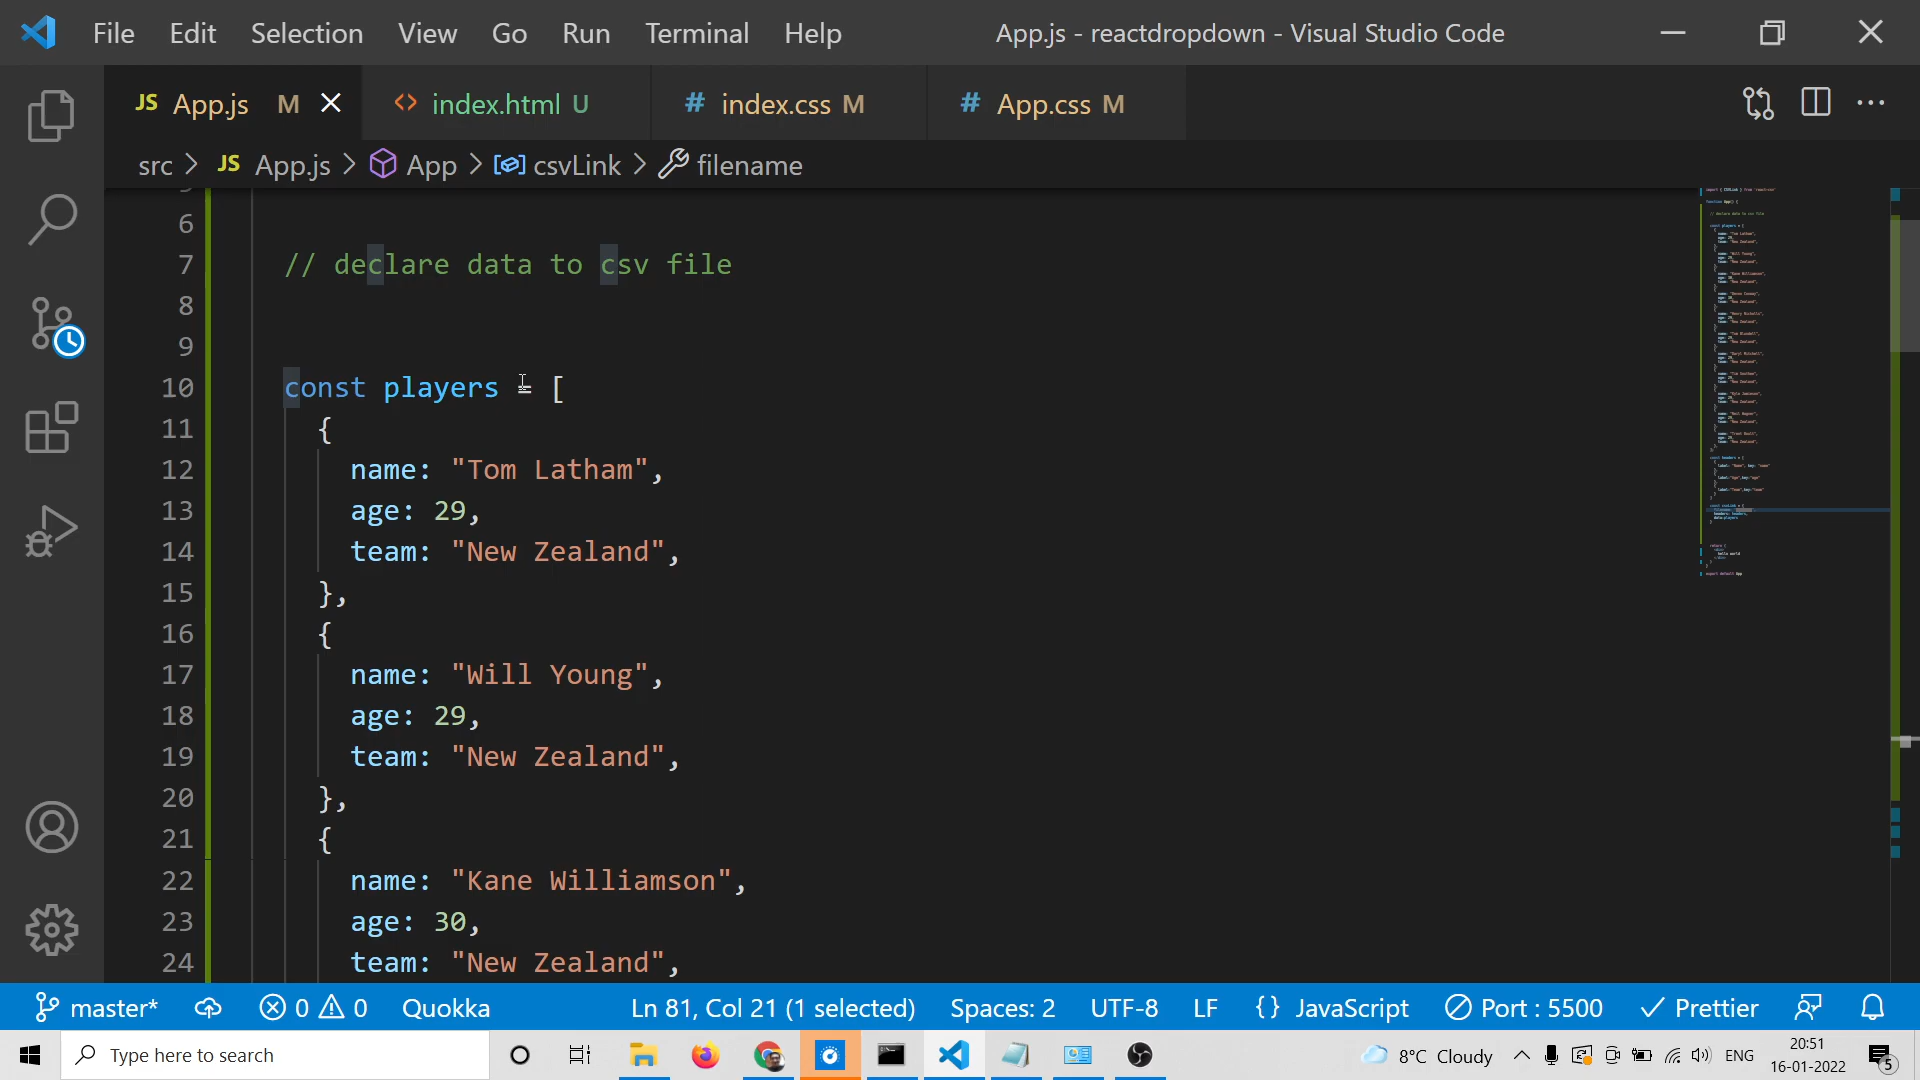 File Edit Selection View Go Run Terminal Help App.js - reactdropdown - Visual Studio Code
JS App.js M index.html U # index.css M # App.css M
src JS App.js App csvLink filename
6
7 // declare data to csv file
8
9
10 const players = [
11 {
12 name: "Tom Latham",
13 age: 29,
14 team: "New Zealand",
15 },
16 {
17 name: "Will Young",
18 age: 29,
19 team: "New Zealand",
20 },
21 {
22 name: "Kane Williamson",
23 age: 30,
24 team: "New Zealand",
master* 0 0 Quokka Ln 81, Col 21 (1 selected) Spaces: 2 UTF-8 LF {} JavaScript Port : 5500 Prettier
Type here to search 8°C Cloudy ENG 20:51
16-01-2022 5